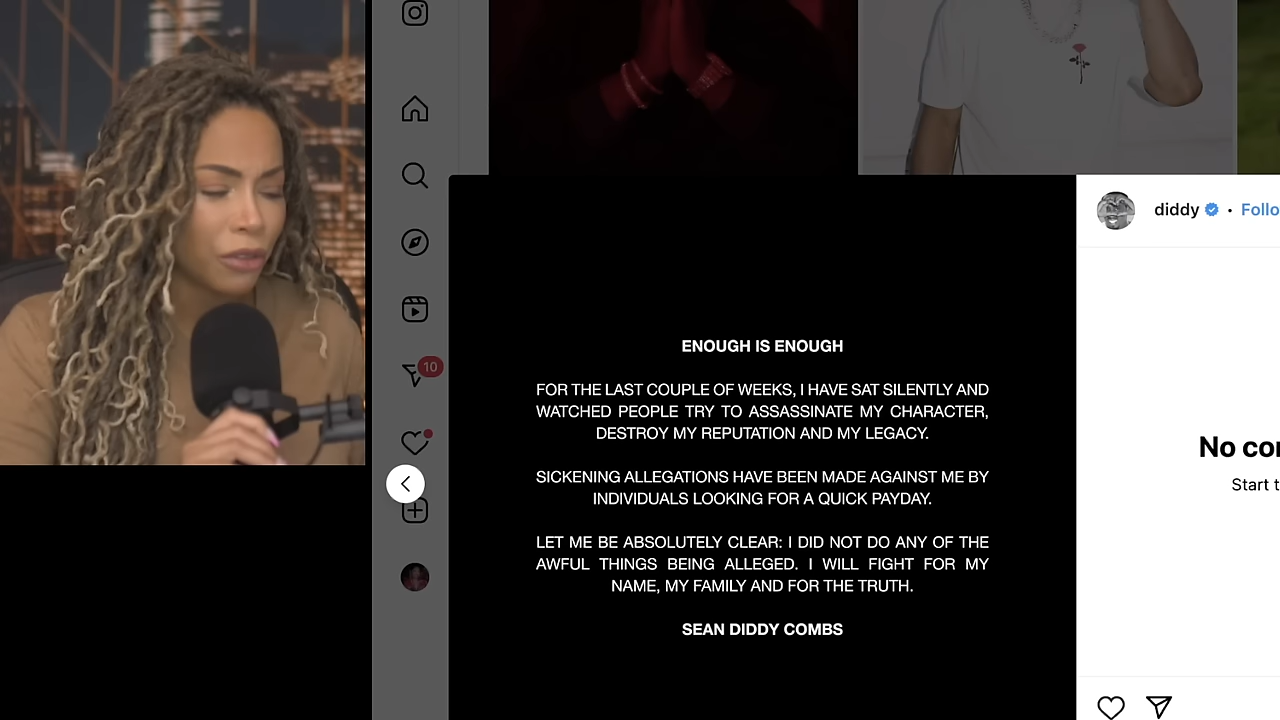 10
diddy
ENOUGH IS ENOUGH
FOR THE LAST COUPLE OF WEEKS, I HAVE SAT SILENTLY AND
WATCHED PEOPLE TRY TO ASSASSINATE MY CHARACTER,
DESTROY MY REPUTATION AND MY LEGACY.
SICKENING ALLEGATIONS HAVE BEEN MADE AGAINST ME BY
INDIVIDUALS LOOKING FOR A QUICK PAYDAY.
LET ME BE ABSOLUTELY CLEAR: I DID NOT DO ANY OF THE
AWFUL THINGS BEING ALLEGED. I WILL FIGHT FOR MY
NAME, MY FAMILY AND FOR THE TRUTH.
SEAN DIDDY COMBS
No
Start